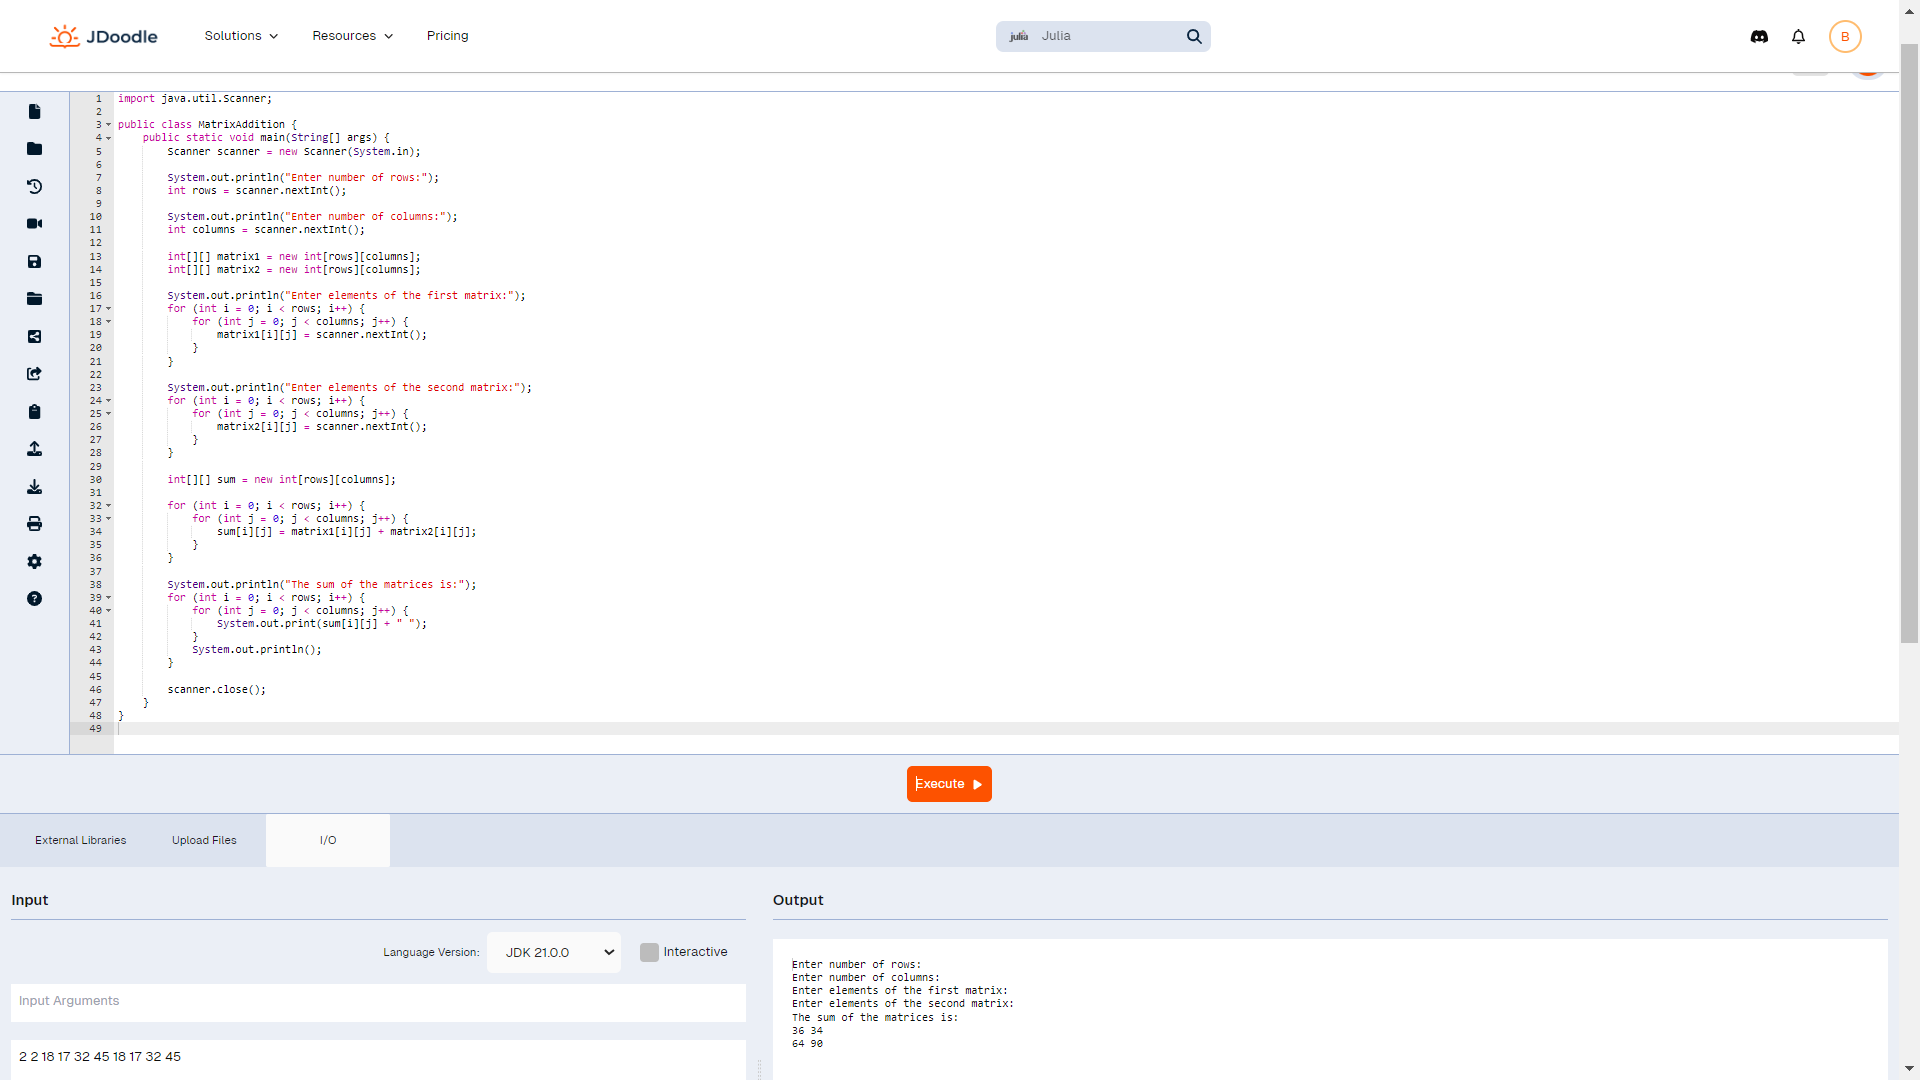 JDoodle
Solutions
Resources
Pricing
julia
Julia
B
1 import java.util.Scanner;
2
3 public class MatrixAddition {
4     public static void main(String[] args) {
5         Scanner scanner = new Scanner(System.in);
6
7         System.out.println("Enter number of rows:");
8         int rows = scanner.nextInt();
9
10         System.out.println("Enter number of columns:");
11         int columns = scanner.nextInt();
12
13         int[][] matrix1 = new int[rows][columns];
14         int[][] matrix2 = new int[rows][columns];
15
16         System.out.println("Enter elements of the first matrix:");
17         for (int i = 0; i < rows; i++) {
18             for (int j = 0; j < columns; j++) {
19                 matrix1[i][j] = scanner.nextInt();
20             }
21         }
22
23         System.out.println("Enter elements of the second matrix:");
24         for (int i = 0; i < rows; i++) {
25             for (int j = 0; j < columns; j++) {
26                 matrix2[i][j] = scanner.nextInt();
27             }
28         }
29
30         int[][] sum = new int[rows][columns];
31
32         for (int i = 0; i < rows; i++) {
33             for (int j = 0; j < columns; j++) {
34                 sum[i][j] = matrix1[i][j] + matrix2[i][j];
35             }
36         }
37
38         System.out.println("The sum of the matrices is:");
39         for (int i = 0; i < rows; i++) {
40             for (int j = 0; j < columns; j++) {
41                 System.out.print(sum[i][j] + " ");
42             }
43             System.out.println();
44         }
45
46         scanner.close();
47     }
48 }
49
Execute
External Libraries
Upload Files
I/O
Input
Language Version:
JDK 21.0.0
Interactive
Input Arguments
2 2 18 17 32 45 18 17 32 45
Output
Enter number of rows:
Enter number of columns:
Enter elements of the first matrix:
Enter elements of the second matrix:
The sum of the matrices is:
36 34
64 90